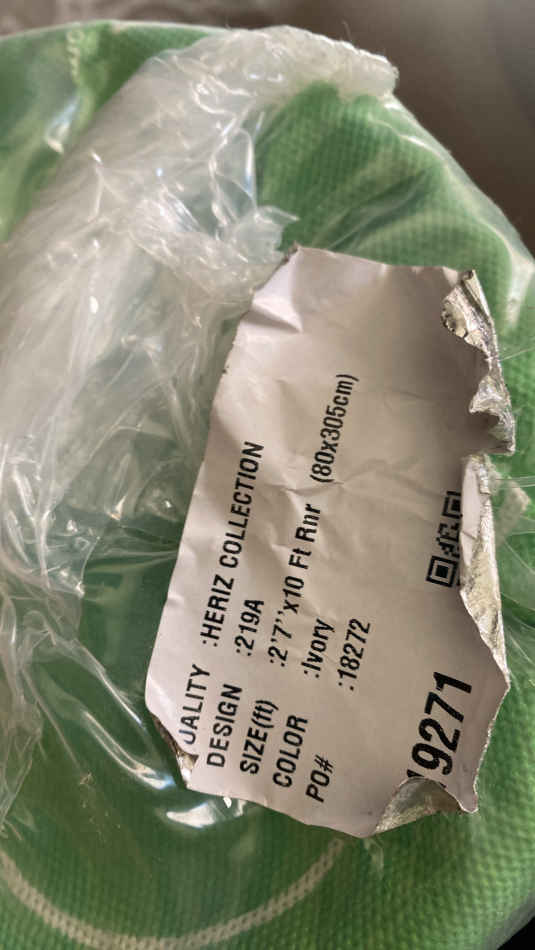 UALITY :HERIZ COLLECTION
DESIGN :219A
SIZE(ft) :2'7''x10 Ft Rnr (80x305cm)
COLOR :Ivory
PO# :18272
19271